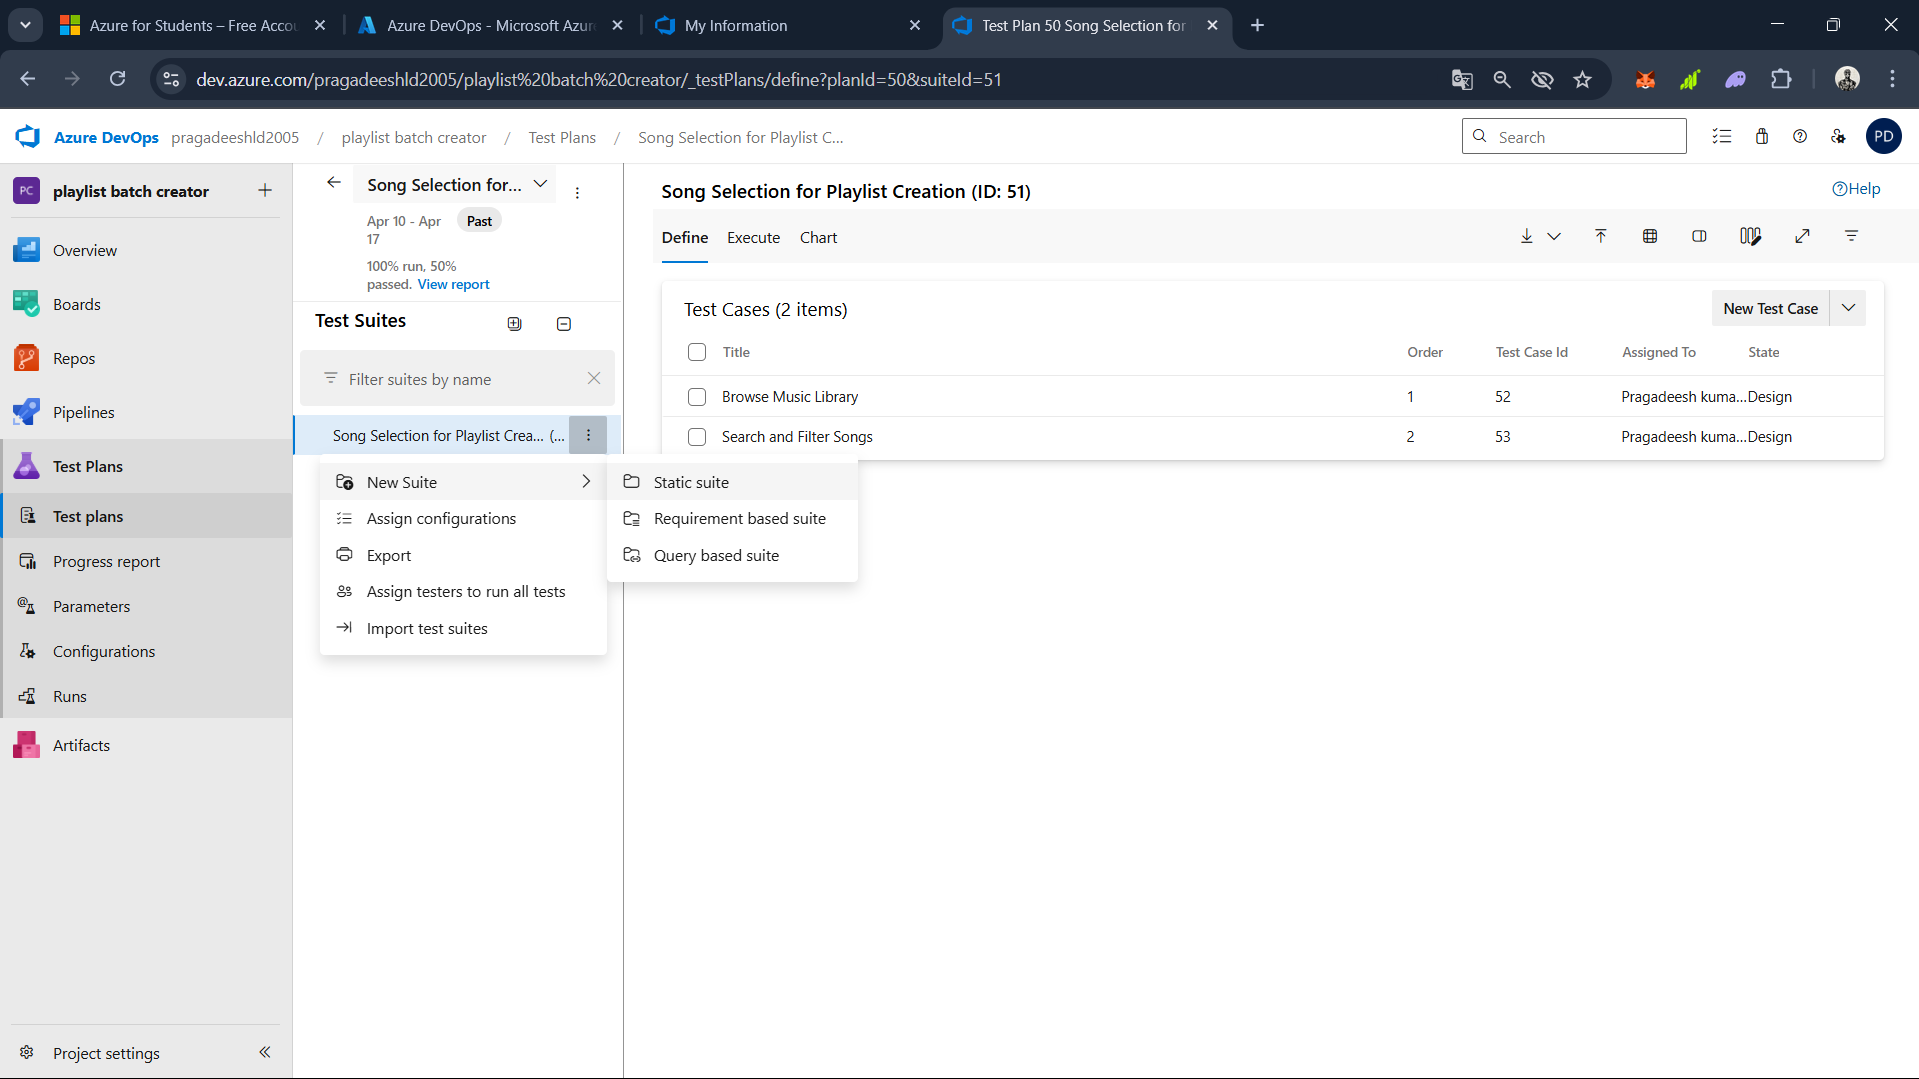 Azure for Students – Free Accou
Azure DevOps - Microsoft Azur
My Information
Test Plan 50 Song Selection for
dev.azure.com/pragadeeshld2005/playlist%20batch%20creator/_testPlans/define?planId=50&suiteId=51
Azure DevOps pragadeeshld2005 / playlist batch creator / Test Plans / Song Selection for Playlist C...
Search
PD
PC playlist batch creator
Overview
Boards
Repos
Pipelines
Test Plans
Test plans
Progress report
Parameters
Configurations
Runs
Artifacts
Project settings
Song Selection for...
Apr 10 - Apr 17
Past
100% run, 50% passed. View report
Test Suites
Filter suites by name
Song Selection for Playlist Crea... (...
New Suite
Assign configurations
Export
Assign testers to run all tests
Import test suites
Static suite
Requirement based suite
Query based suite
Song Selection for Playlist Creation (ID: 51)
Help
Define Execute Chart
Test Cases (2 items)
New Test Case
Title Order Test Case Id Assigned To State
Browse Music Library 1 52 Pragadeesh kuma... Design
Search and Filter Songs 2 53 Pragadeesh kuma... Design